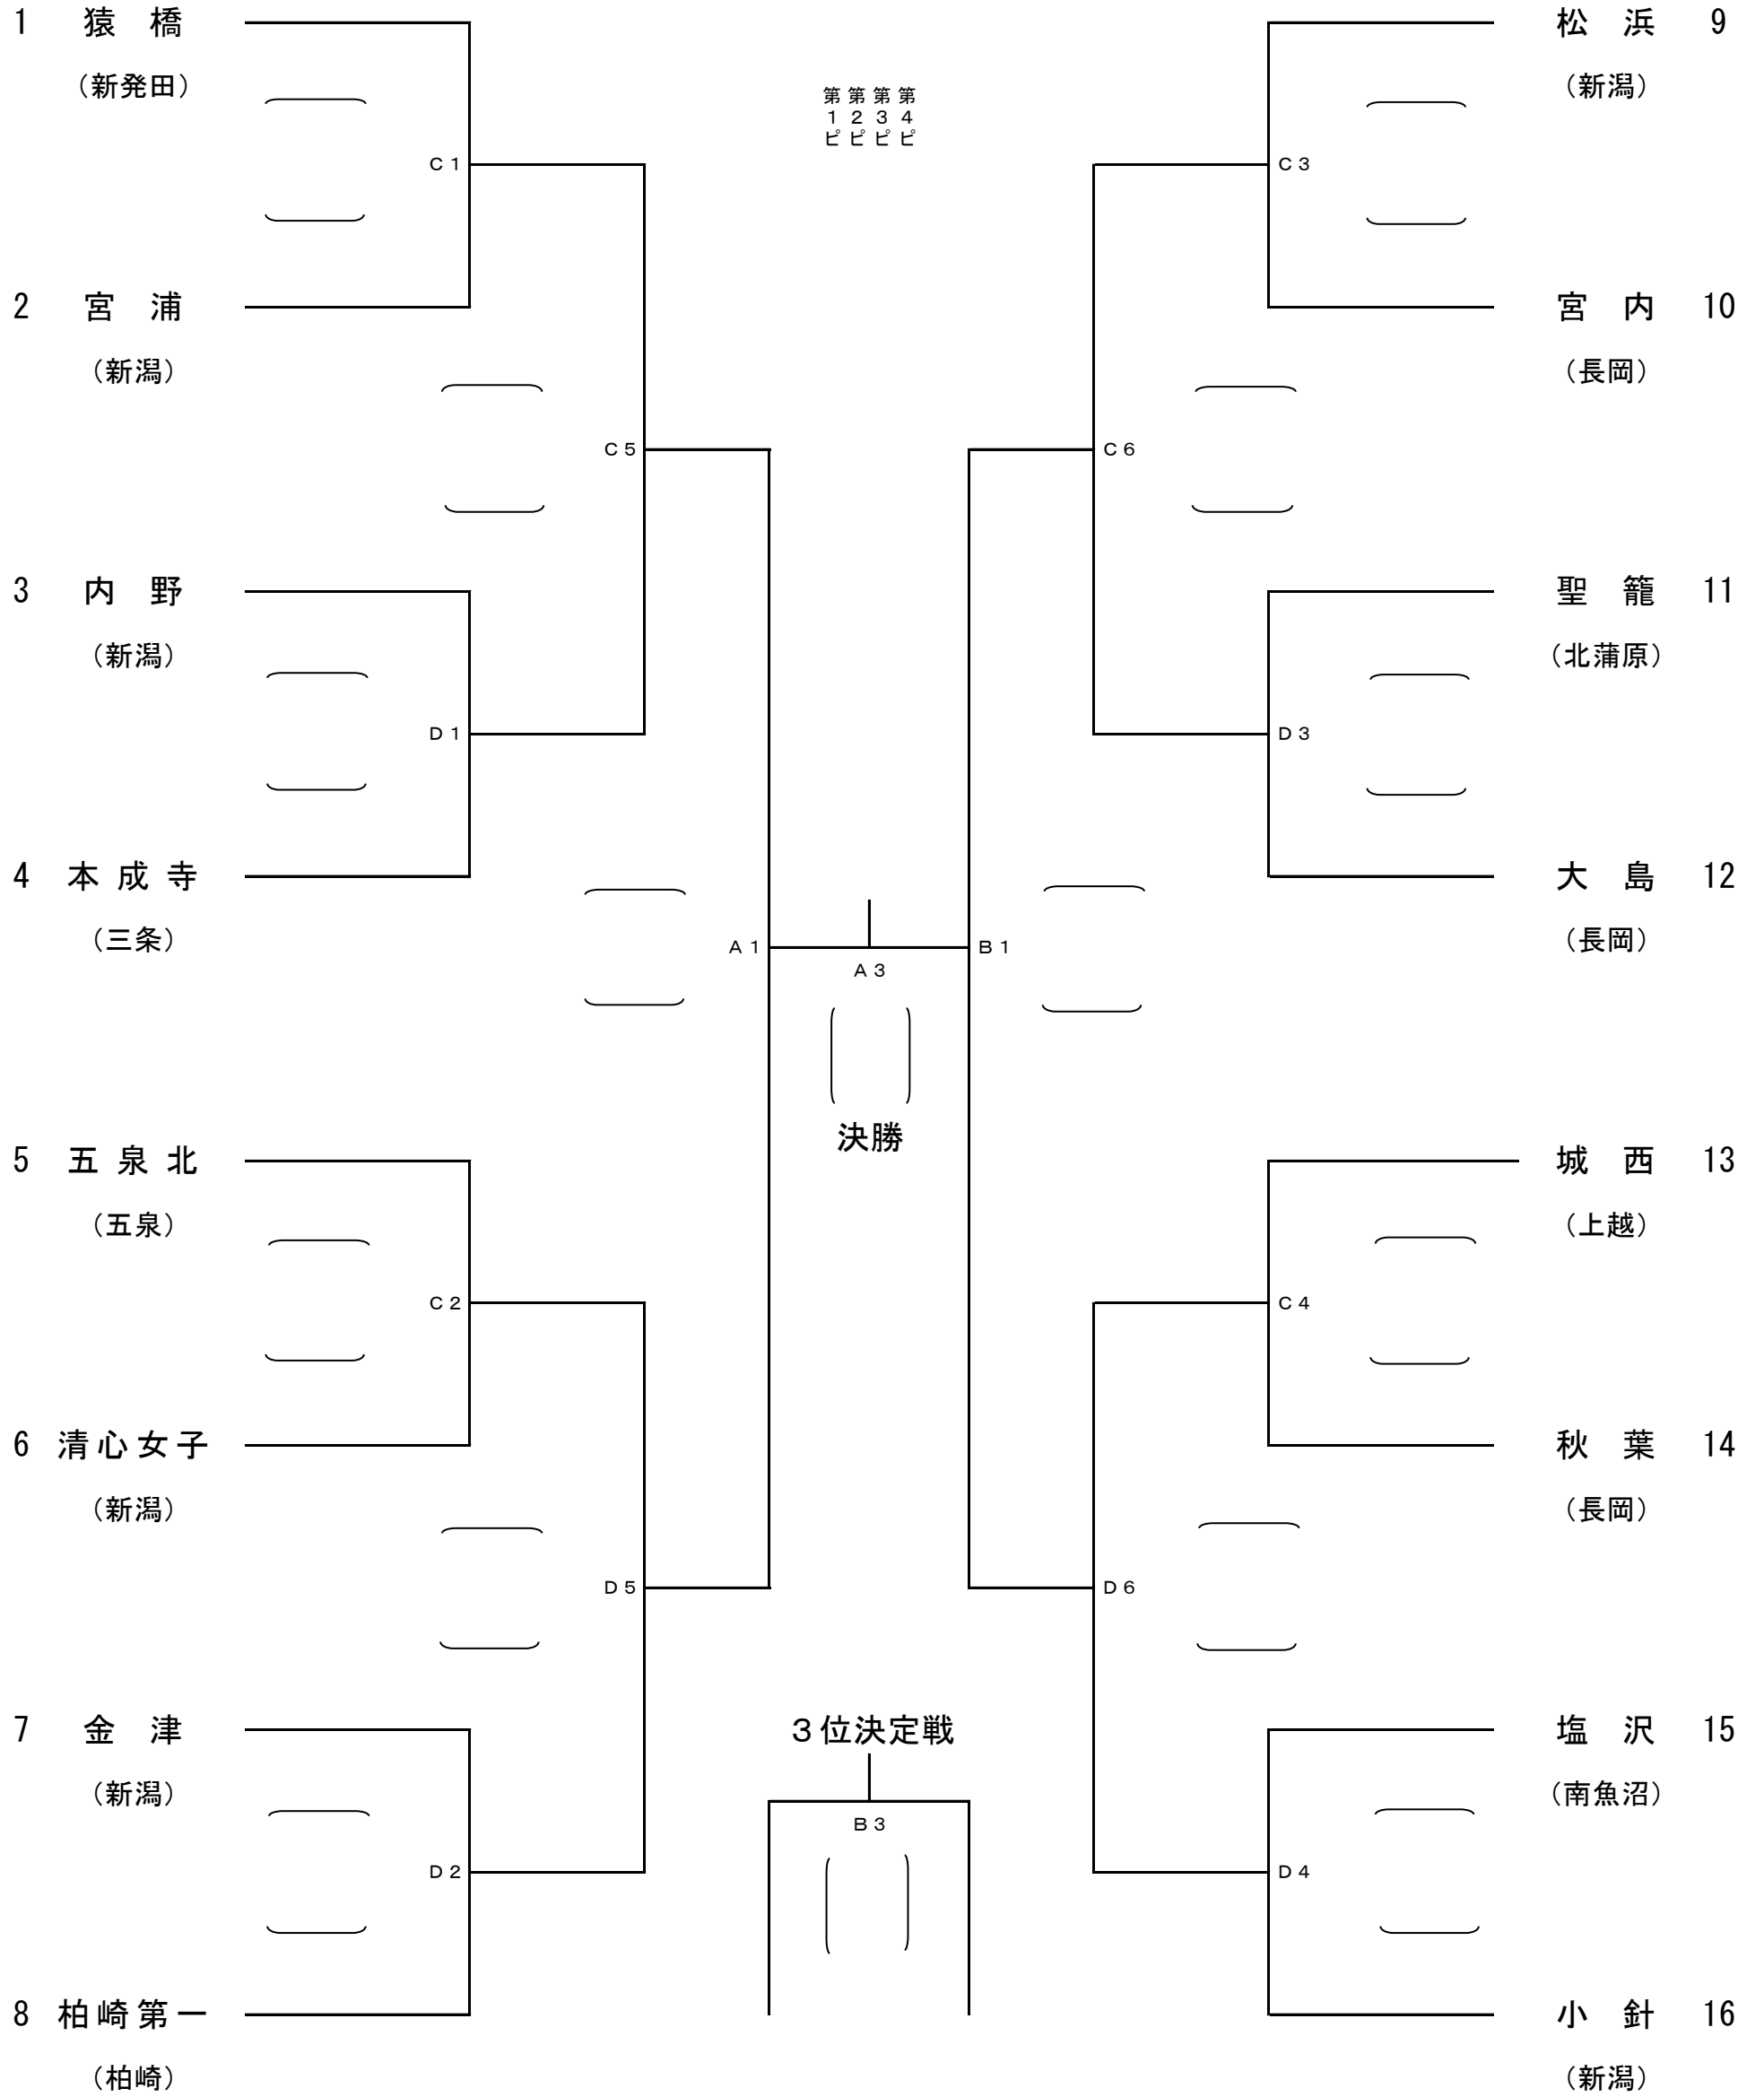 1 猿橋
（新発田）
C1
2 宮浦
（新潟）
C5
3 内野
（新潟）
D1
4 本成寺
（三条）
A1
5 五泉北
（五泉）
C2
6 清心女子
（新潟）
D5
7 金津
（新潟）
D2
8 柏崎第一
（柏崎）
第1ピ
第2ピ
第3ピ
第4ピ
A3
決勝
3位決定戦
B3
松浜 9
（新潟）
C3
宮内 10
（長岡）
C6
聖籠 11
（北蒲原）
D3
大島 12
（長岡）
B1
城西 13
（上越）
C4
秋葉 14
（長岡）
D6
塩沢 15
（南魚沼）
D4
小針 16
（新潟）